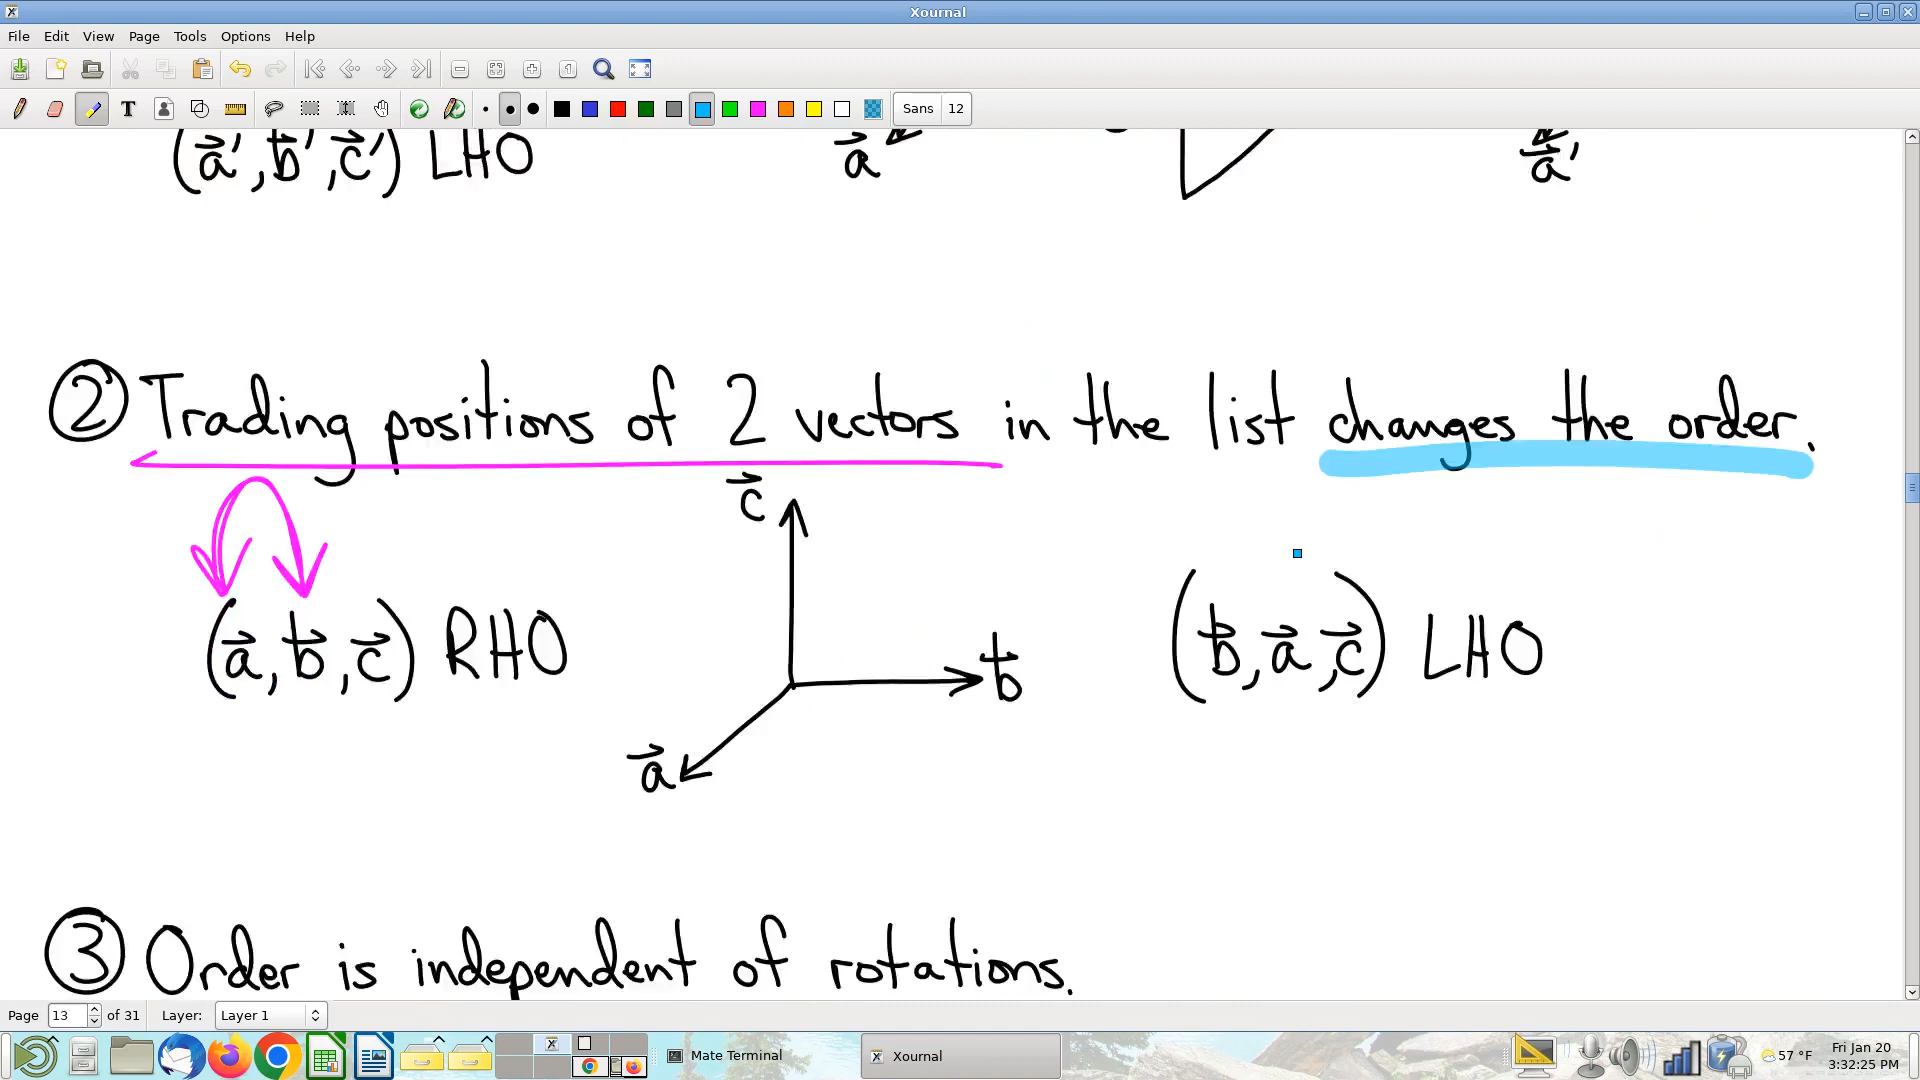 Xournal
File Edit View Page Tools Options Help
Sans 12
(a⃗′, b⃗′, c⃗′) LHO
a⃗
a⃗′
② Trading positions of 2 vectors in the list changes the order.
c⃗
(a⃗, b⃗, c⃗) RHO
b⃗
(b⃗, a⃗, c⃗) LHO
a⃗
③ Order is independent of rotations.
Page 13 of 31 Layer: Layer 1
Mate Terminal
Xournal
57 °F
Fri Jan 20
3:32:25 PM